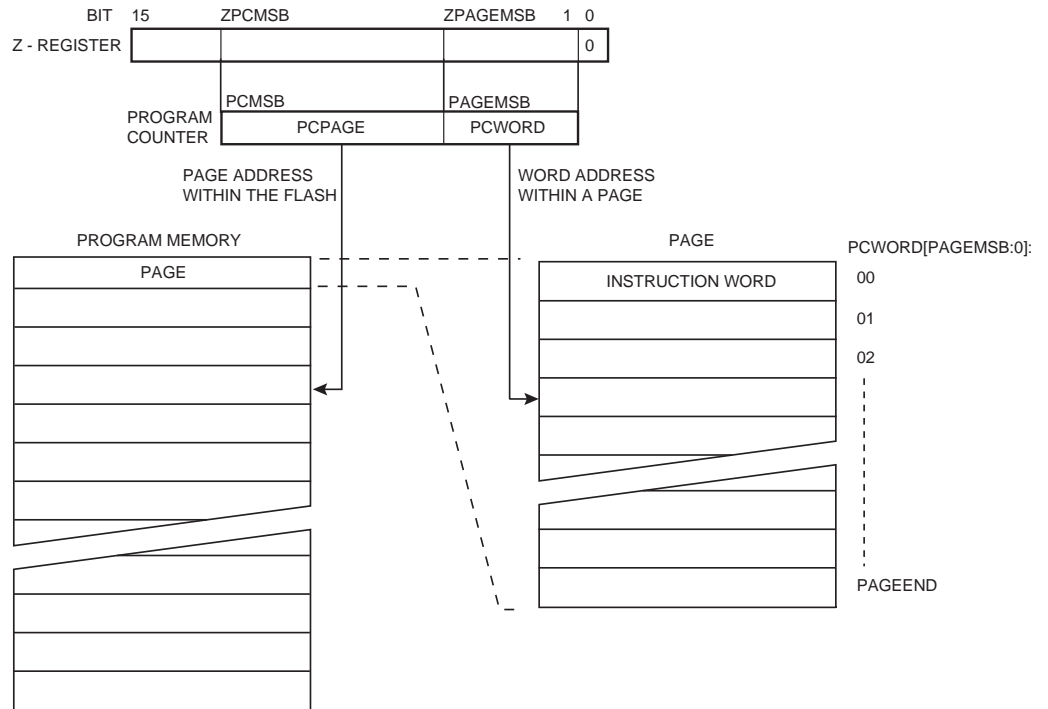 BIT 15 ZPCMSB ZPAGEMSB 1 0
Z - REGISTER 0
PCMSB PAGEMSB
PROGRAM
COUNTER
PCPAGE PCWORD
PAGE ADDRESS
WITHIN THE FLASH
WORD ADDRESS
WITHIN A PAGE
PROGRAM MEMORY
PAGE
PAGE
PCWORD[PAGEMSB:0]:
INSTRUCTION WORD
00
01
02
PAGEEND